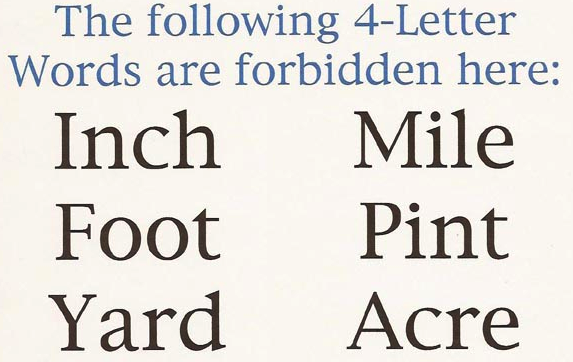 The following 4-Letter
Words are forbidden here:
Inch Mile
Foot Pint
Yard Acre